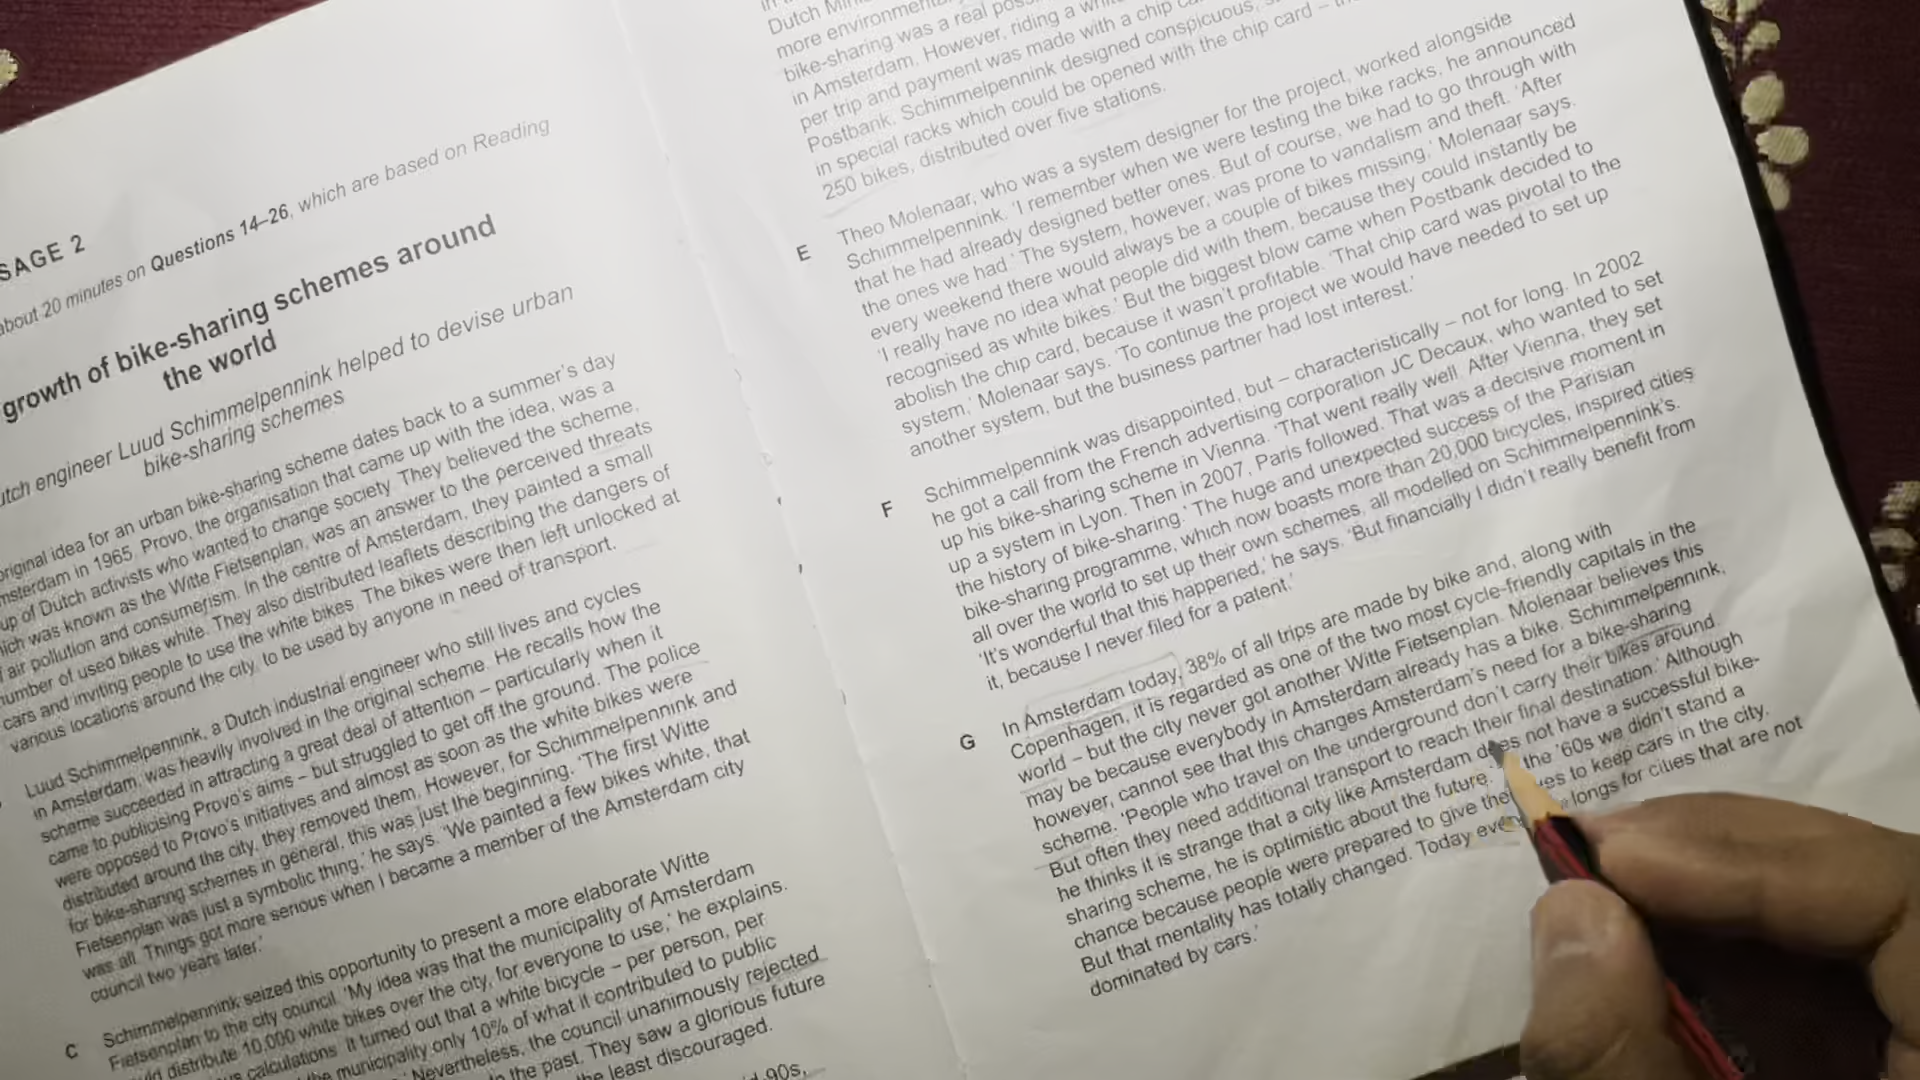 SAGE 2
about 20 minutes on Questions 14–26, which are based on Reading
growth of bike-sharing schemes around
the world
utch engineer Luud Schimmelpennink helped to devise urban
bike-sharing schemes
original idea for an urban bike-sharing scheme dates back to a summer's day
msterdam in 1965. Provo, the organisation that came up with the idea, was a
up of Dutch activists who wanted to change society. They believed the scheme,
hich was known as the Witte Fietsenplan, was an answer to the perceived threats
f air pollution and consumerism. In the centre of Amsterdam, they painted a small
number of used bikes white. They also distributed leaflets describing the dangers of
cars and inviting people to use the white bikes. The bikes were then left unlocked at
various locations around the city, to be used by anyone in need of transport.
Luud Schimmelpennink, a Dutch industrial engineer who still lives and cycles
in Amsterdam, was heavily involved in the original scheme. He recalls how the
scheme succeeded in attracting a great deal of attention – particularly when it
came to publicising Provo's aims – but struggled to get off the ground. The police
were opposed to Provo's initiatives and almost as soon as the white bikes were
distributed around the city, they removed them. However, for Schimmelpennink and
for bike-sharing schemes in general, this was just the beginning. 'The first Witte
Fietsenplan was just a symbolic thing,' he says. 'We painted a few bikes white, that
was all. Things got more serious when I became a member of the Amsterdam city
council two years later.'
C Schimmelpennink seized this opportunity to present a more elaborate Witte
Fietsenplan to the city council. 'My idea was that the municipality of Amsterdam
uld distribute 10,000 white bikes over the city, for everyone to use,' he explains.
us calculations. It turned out that a white bicycle – per person, per
the municipality only 10% of what it contributed to public
Nevertheless, the council unanimously rejected
the past. They saw a glorious future
the least discouraged.
d-90s,
Dutch Mini
more environmental
bike-sharing was a real poss
in Amsterdam. However, riding a wh
per trip and payment was made with a chip ca
Postbank. Schimmelpennink designed conspicuous, s
in special racks which could be opened with the chip card – th
250 bikes, distributed over five stations.
E Theo Molenaar, who was a system designer for the project, worked alongside
Schimmelpennink. 'I remember when we were testing the bike racks, he announced
that he had already designed better ones. But of course, we had to go through with
the ones we had.' The system, however, was prone to vandalism and theft. 'After
every weekend there would always be a couple of bikes missing,' Molenaar says.
'I really have no idea what people did with them, because they could instantly be
recognised as white bikes.' But the biggest blow came when Postbank decided to
abolish the chip card, because it wasn't profitable. 'That chip card was pivotal to the
system,' Molenaar says. 'To continue the project we would have needed to set up
another system, but the business partner had lost interest.'
F Schimmelpennink was disappointed, but – characteristically – not for long. In 2002
he got a call from the French advertising corporation JC Decaux, who wanted to set
up his bike-sharing scheme in Vienna. 'That went really well. After Vienna, they set
up a system in Lyon. Then in 2007, Paris followed. That was a decisive moment in
the history of bike-sharing.' The huge and unexpected success of the Parisian
bike-sharing programme, which now boasts more than 20,000 bicycles, inspired cities
all over the world to set up their own schemes, all modelled on Schimmelpennink's.
'It's wonderful that this happened,' he says. 'But financially I didn't really benefit from
it, because I never filed for a patent.'
G In Amsterdam today, 38% of all trips are made by bike and, along with
Copenhagen, it is regarded as one of the two most cycle-friendly capitals in the
world – but the city never got another Witte Fietsenplan. Molenaar believes this
may be because everybody in Amsterdam already has a bike. Schimmelpennink,
however, cannot see that this changes Amsterdam's need for a bike-sharing
scheme. 'People who travel on the underground don't carry their bikes around.
But often they need additional transport to reach their final destination.' Although
he thinks it is strange that a city like Amsterdam does not have a successful bike-
sharing scheme, he is optimistic about the future. the '60s we didn't stand a
chance because people were prepared to give their ves to keep cars in the city.
But that mentality has totally changed. Today every longs for cities that are not
dominated by cars.'